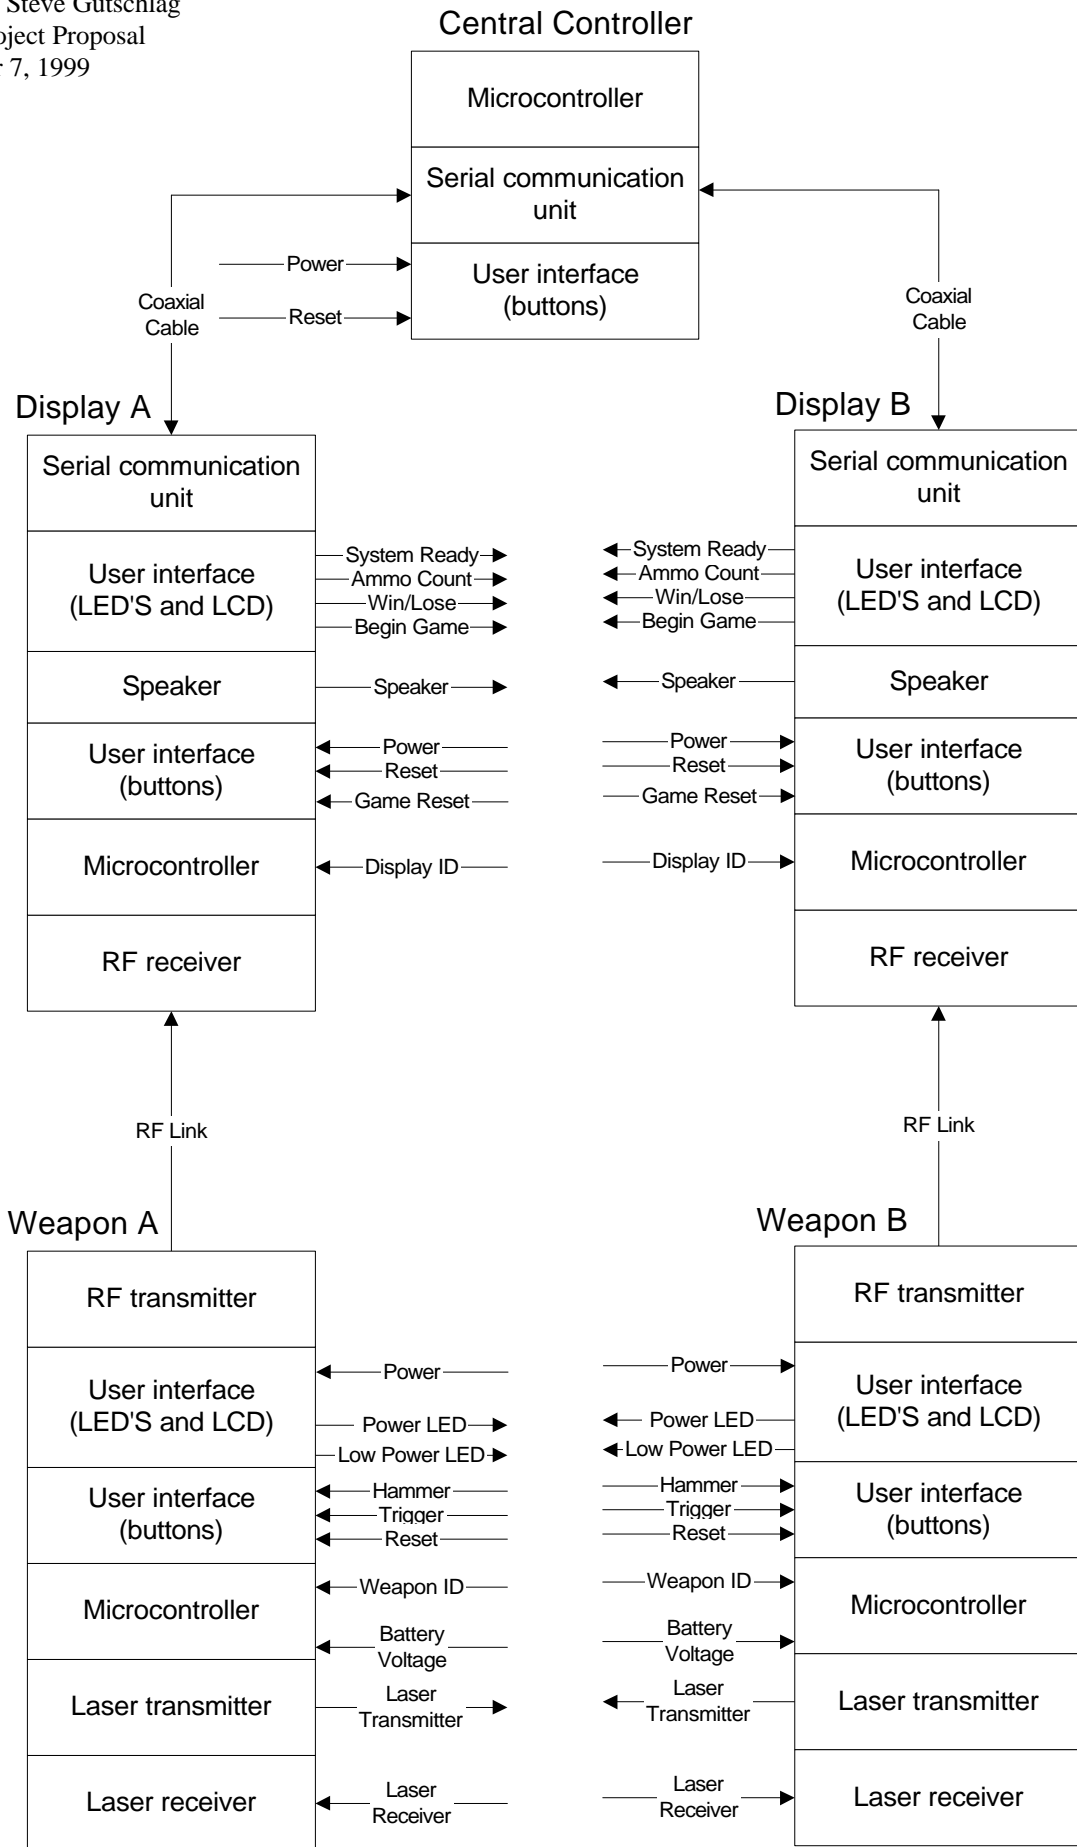 Steve Gutschlag
oject Proposal
r 7, 1999
Central Controller
Microcontroller
Serial communication
unit
User interface
(buttons)
Power
Reset
Coaxial
Cable
Coaxial
Cable
Display A
Serial communication
unit
User interface
(LED'S and LCD)
Speaker
User interface
(buttons)
Microcontroller
RF receiver
System Ready
Ammo Count
Win/Lose
Begin Game
Speaker
Power
Reset
Game Reset
Display ID
Display B
System Ready
Ammo Count
Win/Lose
Begin Game
Speaker
Power
Reset
Game Reset
Display ID
Serial communication
unit
User interface
(LED'S and LCD)
Speaker
User interface
(buttons)
Microcontroller
RF receiver
RF Link
RF Link
Weapon A
RF transmitter
User interface
(LED'S and LCD)
User interface
(buttons)
Microcontroller
Laser transmitter
Laser receiver
Power
Power LED
Low Power LED
Hammer
Trigger
Reset
Weapon ID
Battery
Voltage
Laser
Transmitter
Laser
Receiver
Weapon B
Power
Power LED
Low Power LED
Hammer
Trigger
Reset
Weapon ID
Battery
Voltage
Laser
Transmitter
Laser
Receiver
RF transmitter
User interface
(LED'S and LCD)
User interface
(buttons)
Microcontroller
Laser transmitter
Laser receiver